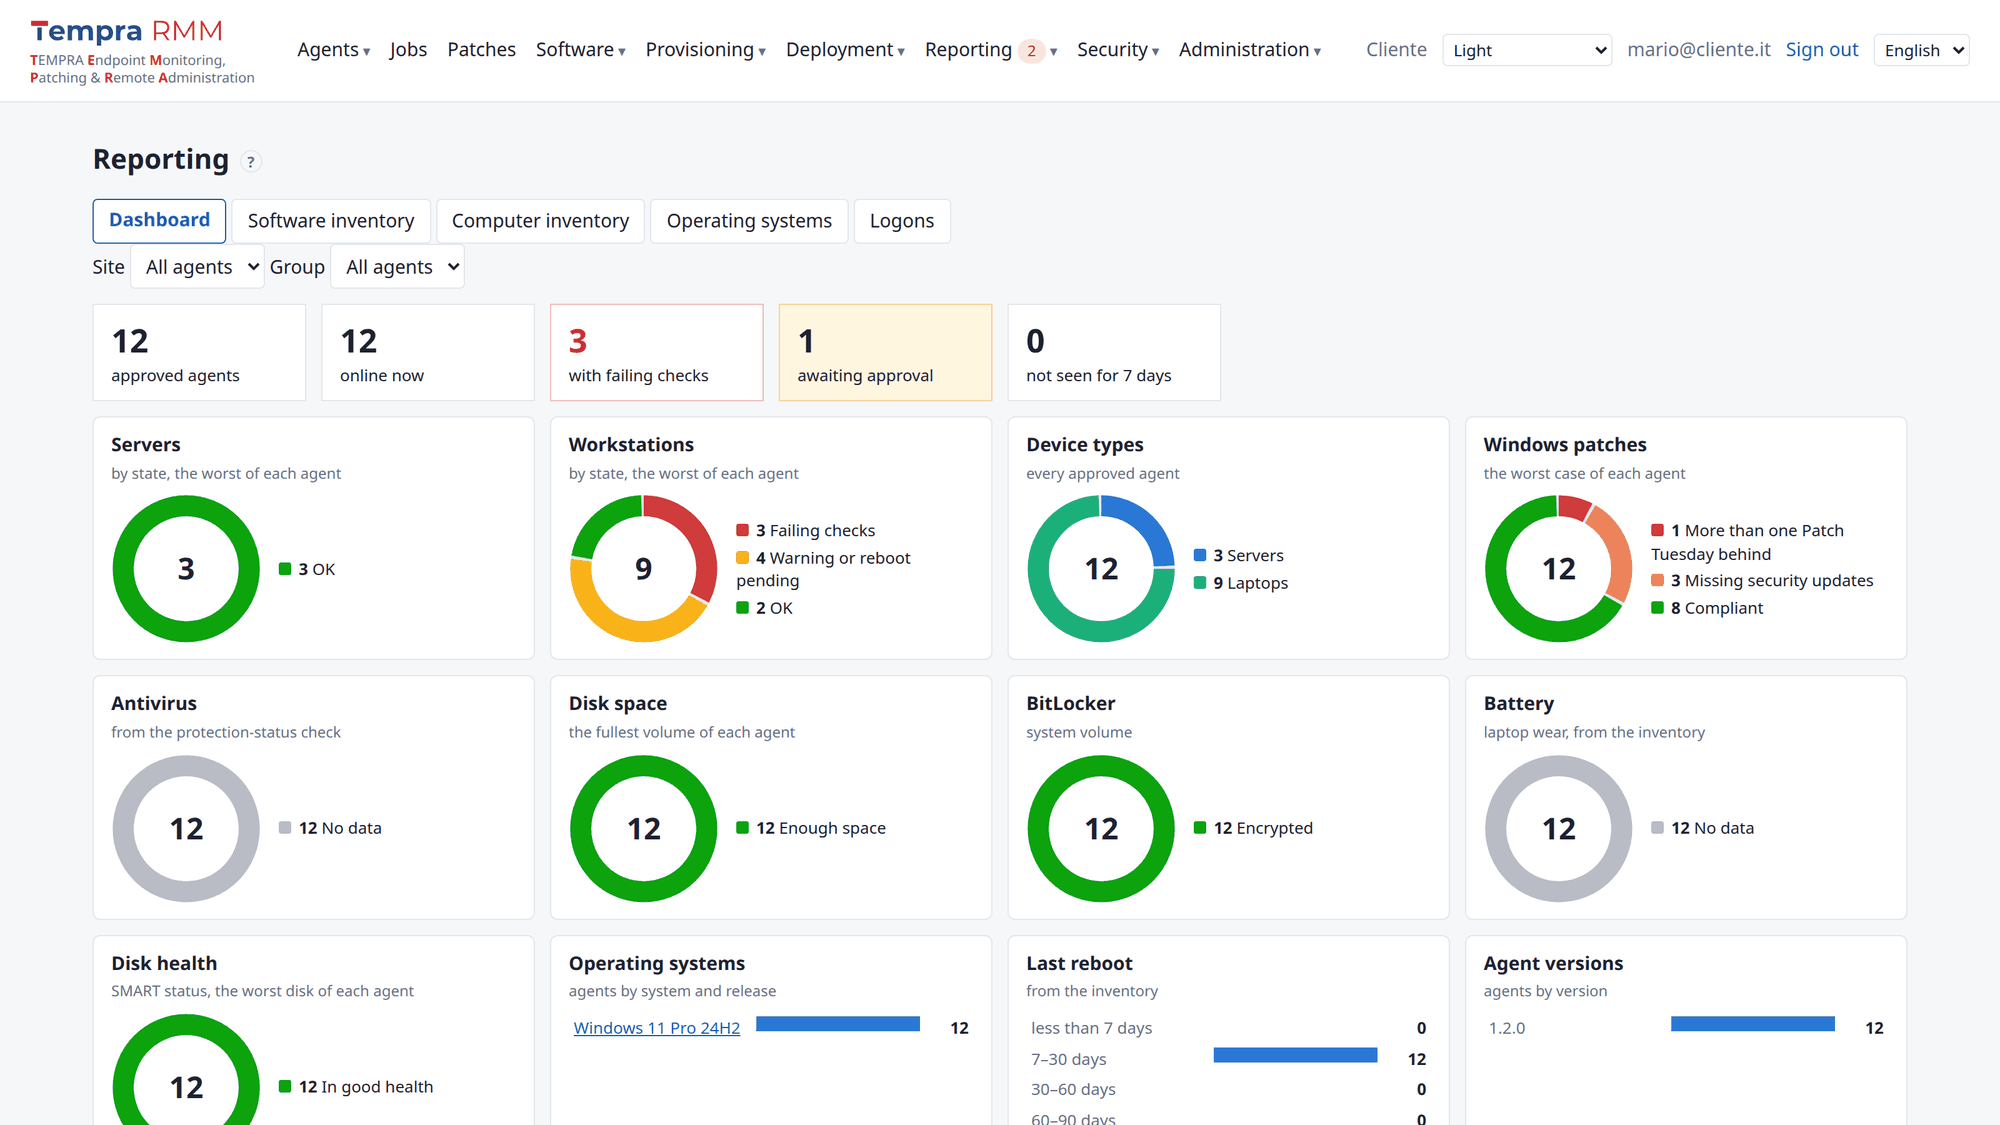 Tempra RMM
TEMPRA Endpoint Monitoring,
Patching & Remote Administration
Agents ▾ Jobs Patches Software ▾ Provisioning ▾ Deployment ▾ Reporting 2 ▾ Security ▾ Administration ▾ Cliente Light mario@cliente.it Sign out English
Reporting ?
Dashboard Software inventory Computer inventory Operating systems Logons
Site All agents Group All agents
12
approved agents
12
online now
3
with failing checks
1
awaiting approval
0
not seen for 7 days
Servers
by state, the worst of each agent
3
3 OK
Workstations
by state, the worst of each agent
9
3 Failing checks
4 Warning or reboot
pending
2 OK
Device types
every approved agent
12
3 Servers
9 Laptops
Windows patches
the worst case of each agent
12
1 More than one Patch
Tuesday behind
3 Missing security updates
8 Compliant
Antivirus
from the protection-status check
12
12 No data
Disk space
the fullest volume of each agent
12
12 Enough space
BitLocker
system volume
12
12 Encrypted
Battery
laptop wear, from the inventory
12
12 No data
Disk health
SMART status, the worst disk of each agent
12
12 In good health
Operating systems
agents by system and release
Windows 11 Pro 24H2 12
Last reboot
from the inventory
less than 7 days 0
7–30 days 12
30–60 days 0
60–90 days 0
Agent versions
agents by version
1.2.0 12